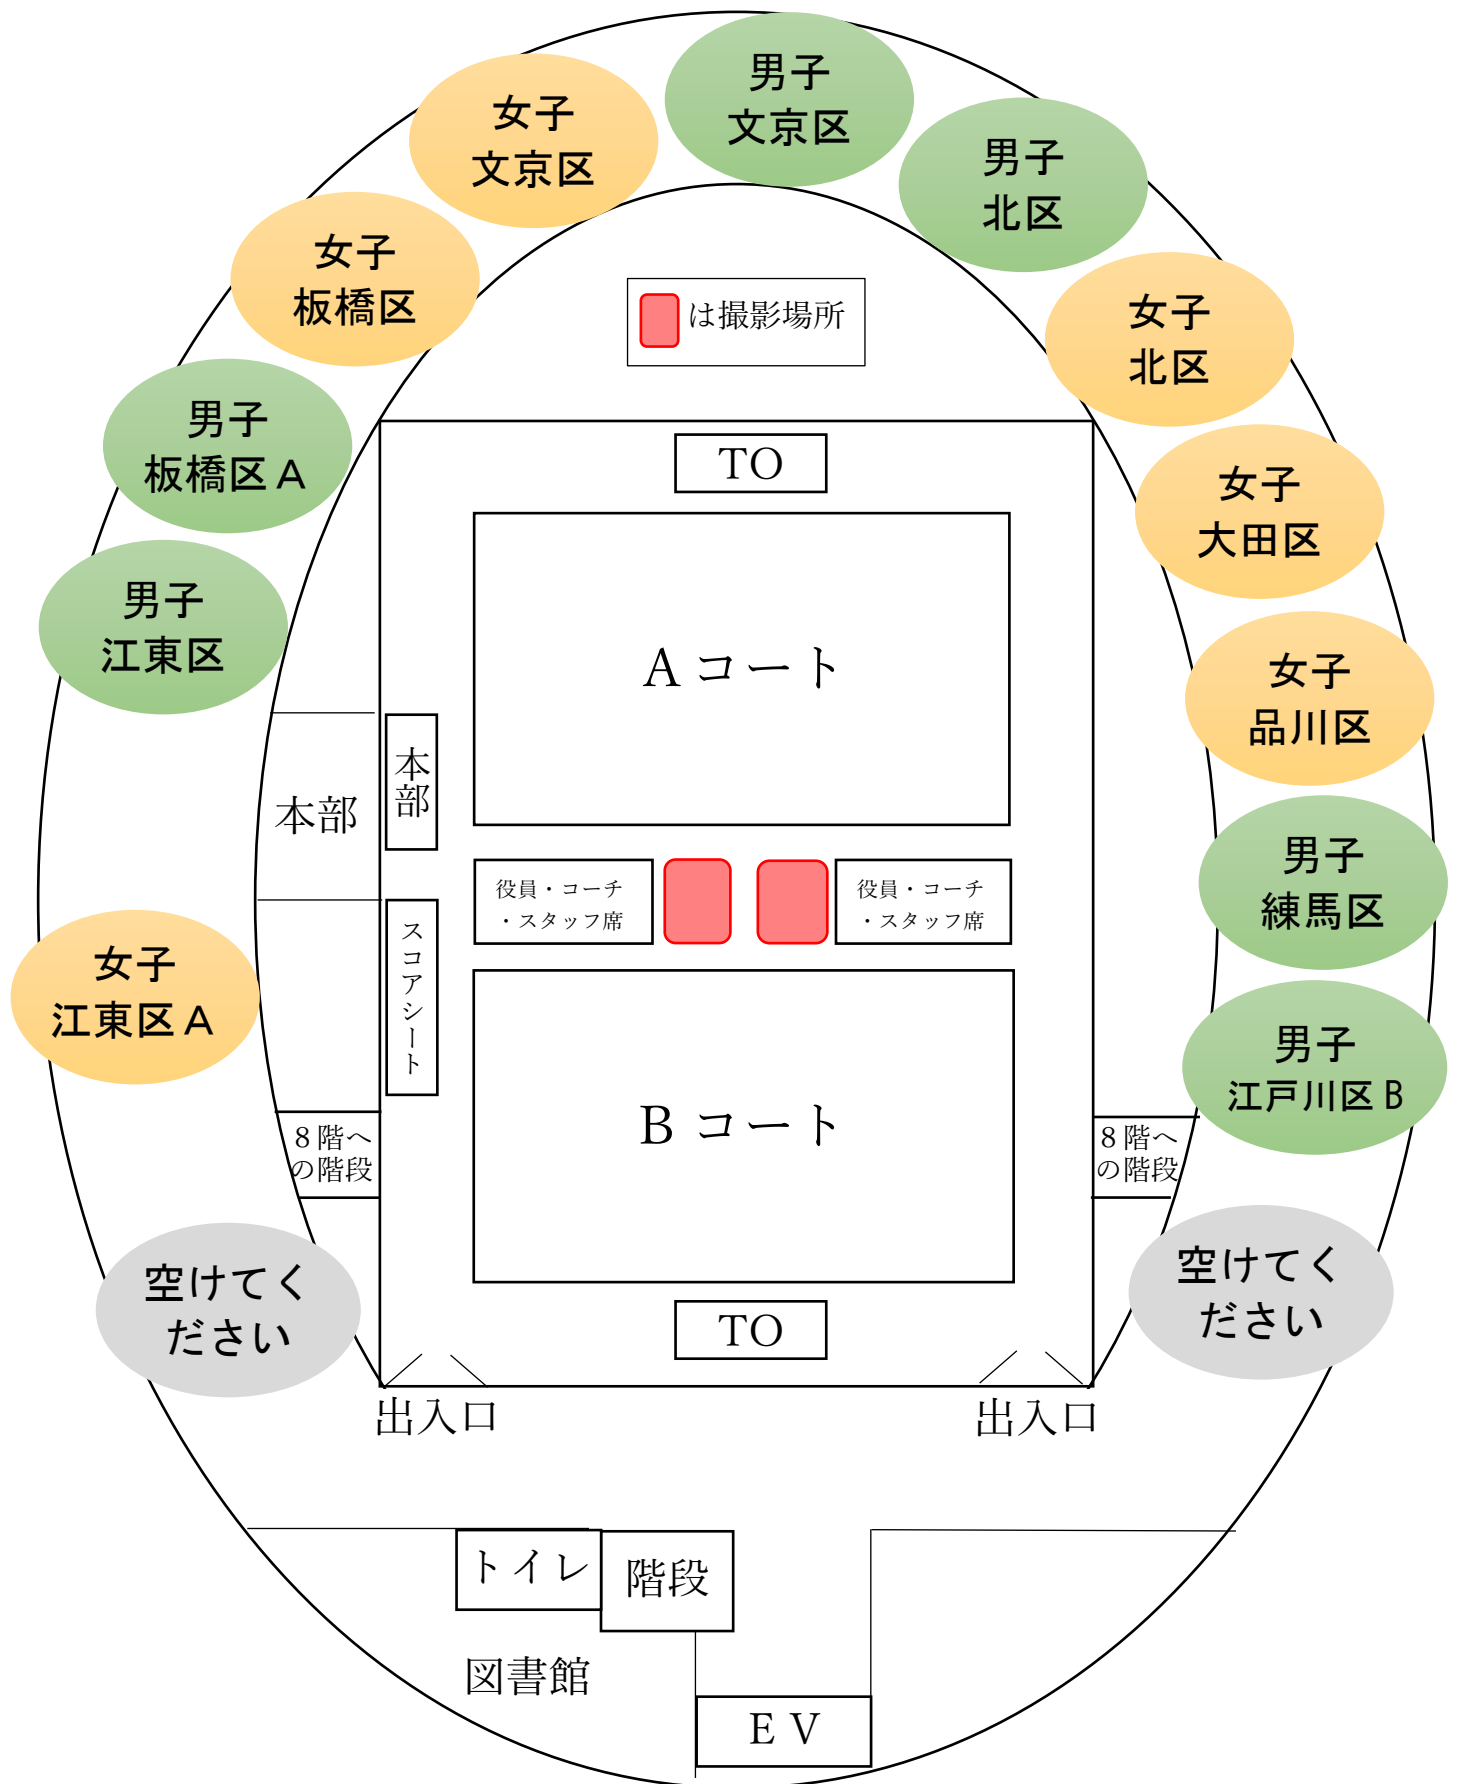 男子
文京区
女子
文京区
男子
北区
女子
板橋区
女子
北区
は撮影場所
男子
板橋区A
TO
女子
大田区
男子
江東区
Aコート
女子
品川区
本部
本部
役員・コーチ
・スタッフ席
役員・コーチ
・スタッフ席
男子
練馬区
スコアシート
女子
江東区A
男子
江戸川区B
Bコート
8階へ
の階段
8階へ
の階段
空けてく
ださい
空けてく
ださい
TO
出入口
出入口
トイレ
階段
図書館
EV